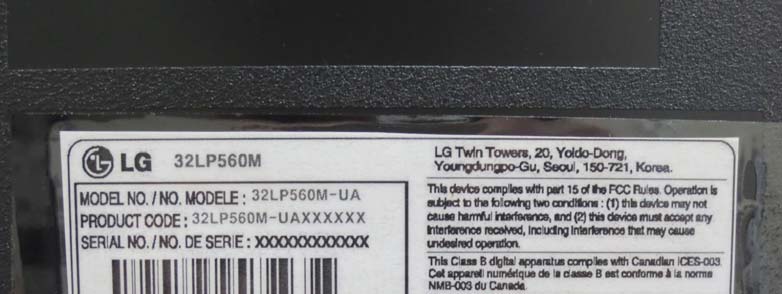 LG 32LP560M
MODEL NO. / NO. MODELE : 32LP560M-UA
PRODUCT CODE : 32LP560M-UAXXXXXX
SERIAL NO. / NO. DE SERIE : XXXXXXXXXXXXX
LG Twin Towers, 20, Yoido-Dong,
Youngdungpo-Gu, Seoul, 150-721, Korea.
This device complies with part 15 of the FCC Rules. Operation is
subject to the following two conditions : (1) this device may not
cause harmful interference, and (2) this device must accept any
interference received, including interference that may cause
undesired operation.
This Class B digital apparatus complies with Canadian ICES-003
Cet appareil numérique de la classe B est conforme à la norme
NMB-003 du Canada